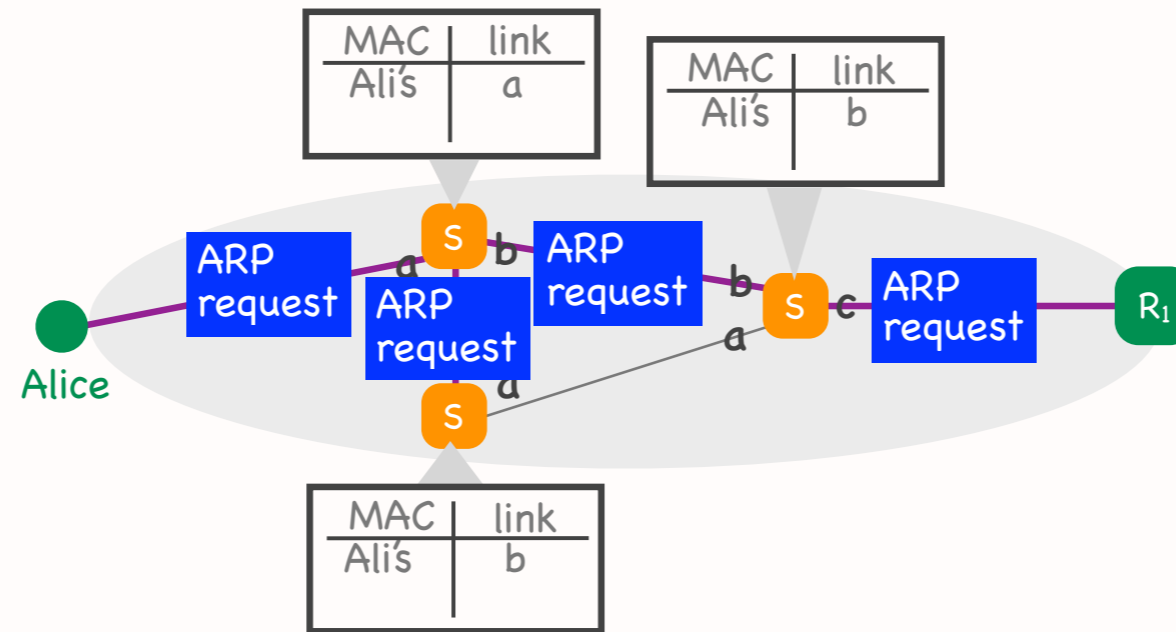 MAC link
Ali's a
MAC link
Ali's b
S
a
b
ARP
request
ARP
request
ARP
request
b
a
S
c
ARP
request
R1
Alice
S
MAC link
Ali's b